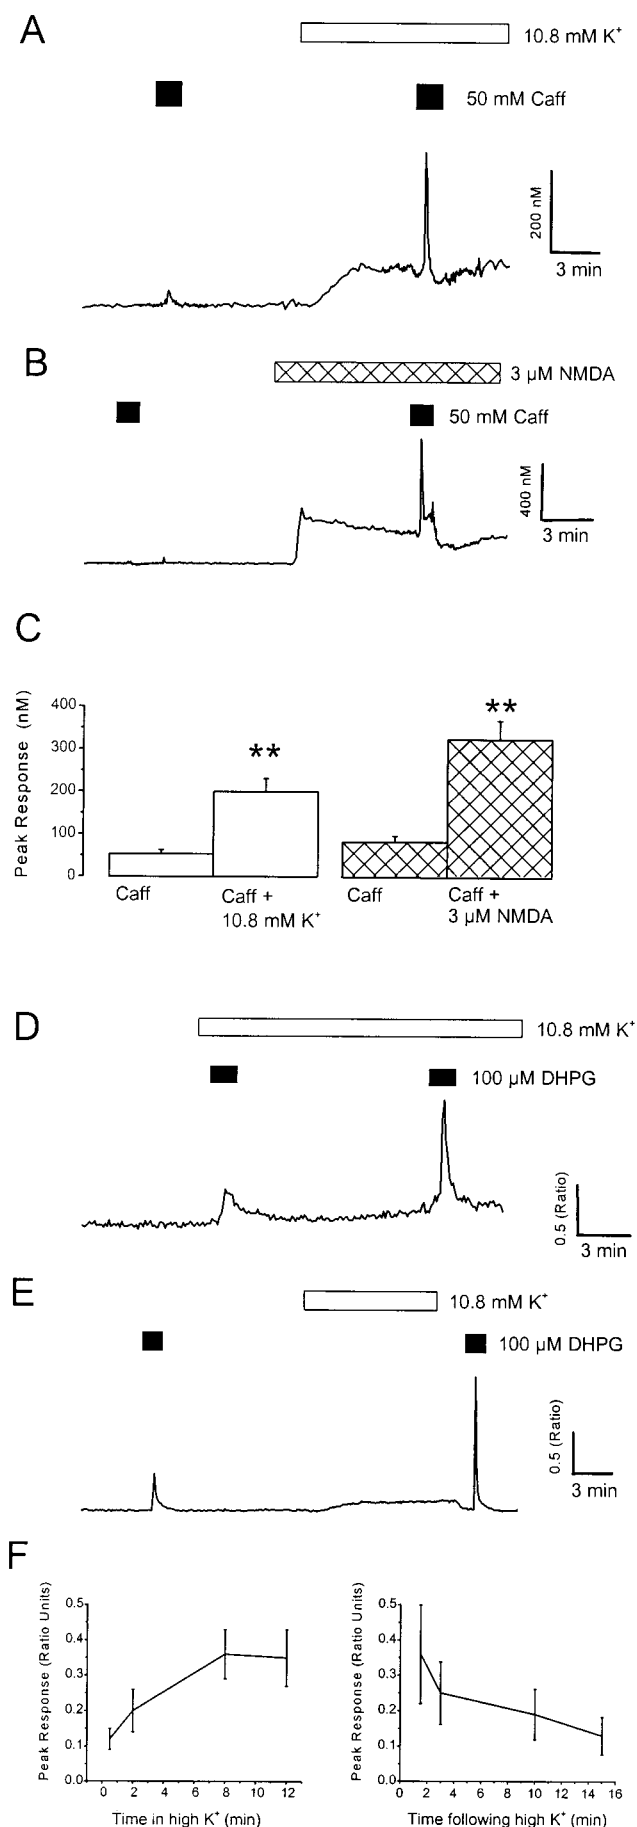 A
10.8 mM K⁺
50 mM Caff
200 nM
3 min
B
3 µM NMDA
50 mM Caff
400 nM
3 min
C
Peak Response (nM)
400
300
200
100
0
**
**
Caff
Caff +
10.8 mM K⁺
Caff
Caff +
3 µM NMDA
D
10.8 mM K⁺
100 µM DHPG
0.5 (Ratio)
3 min
E
10.8 mM K⁺
100 µM DHPG
0.5 (Ratio)
3 min
F
Peak Response (Ratio Units)
0.5
0.4
0.3
0.2
0.1
0.0
0 2 4 6 8 10 12
Time in high K⁺ (min)
Peak Response (Ratio Units)
0.5
0.4
0.3
0.2
0.1
0.0
0 2 4 6 8 10 12 14 16
Time following high K⁺ (min)